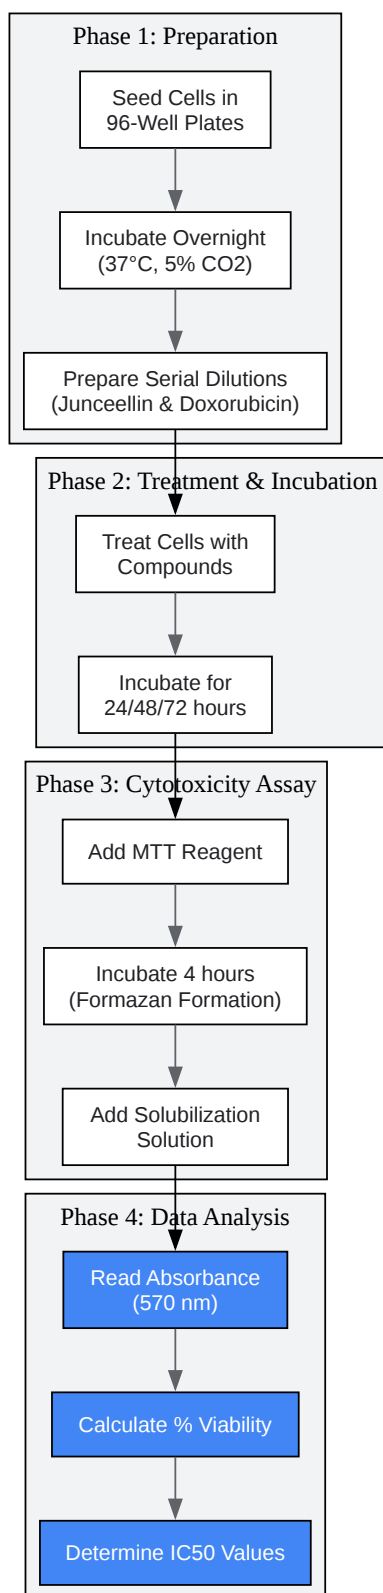 Phase 1: Preparation
Seed Cells in
96-Well Plates
Incubate Overnight
(37°C, 5% CO2)
Prepare Serial Dilutions
(Junceellin & Doxorubicin)
Phase 2: Treatment & Incubation
Treat Cells with
Compounds
Incubate for
24/48/72 hours
Phase 3: Cytotoxicity Assay
Add MTT Reagent
Incubate 4 hours
(Formazan Formation)
Add Solubilization
Solution
Phase 4: Data Analysis
Read Absorbance
(570 nm)
Calculate % Viability
Determine IC50 Values